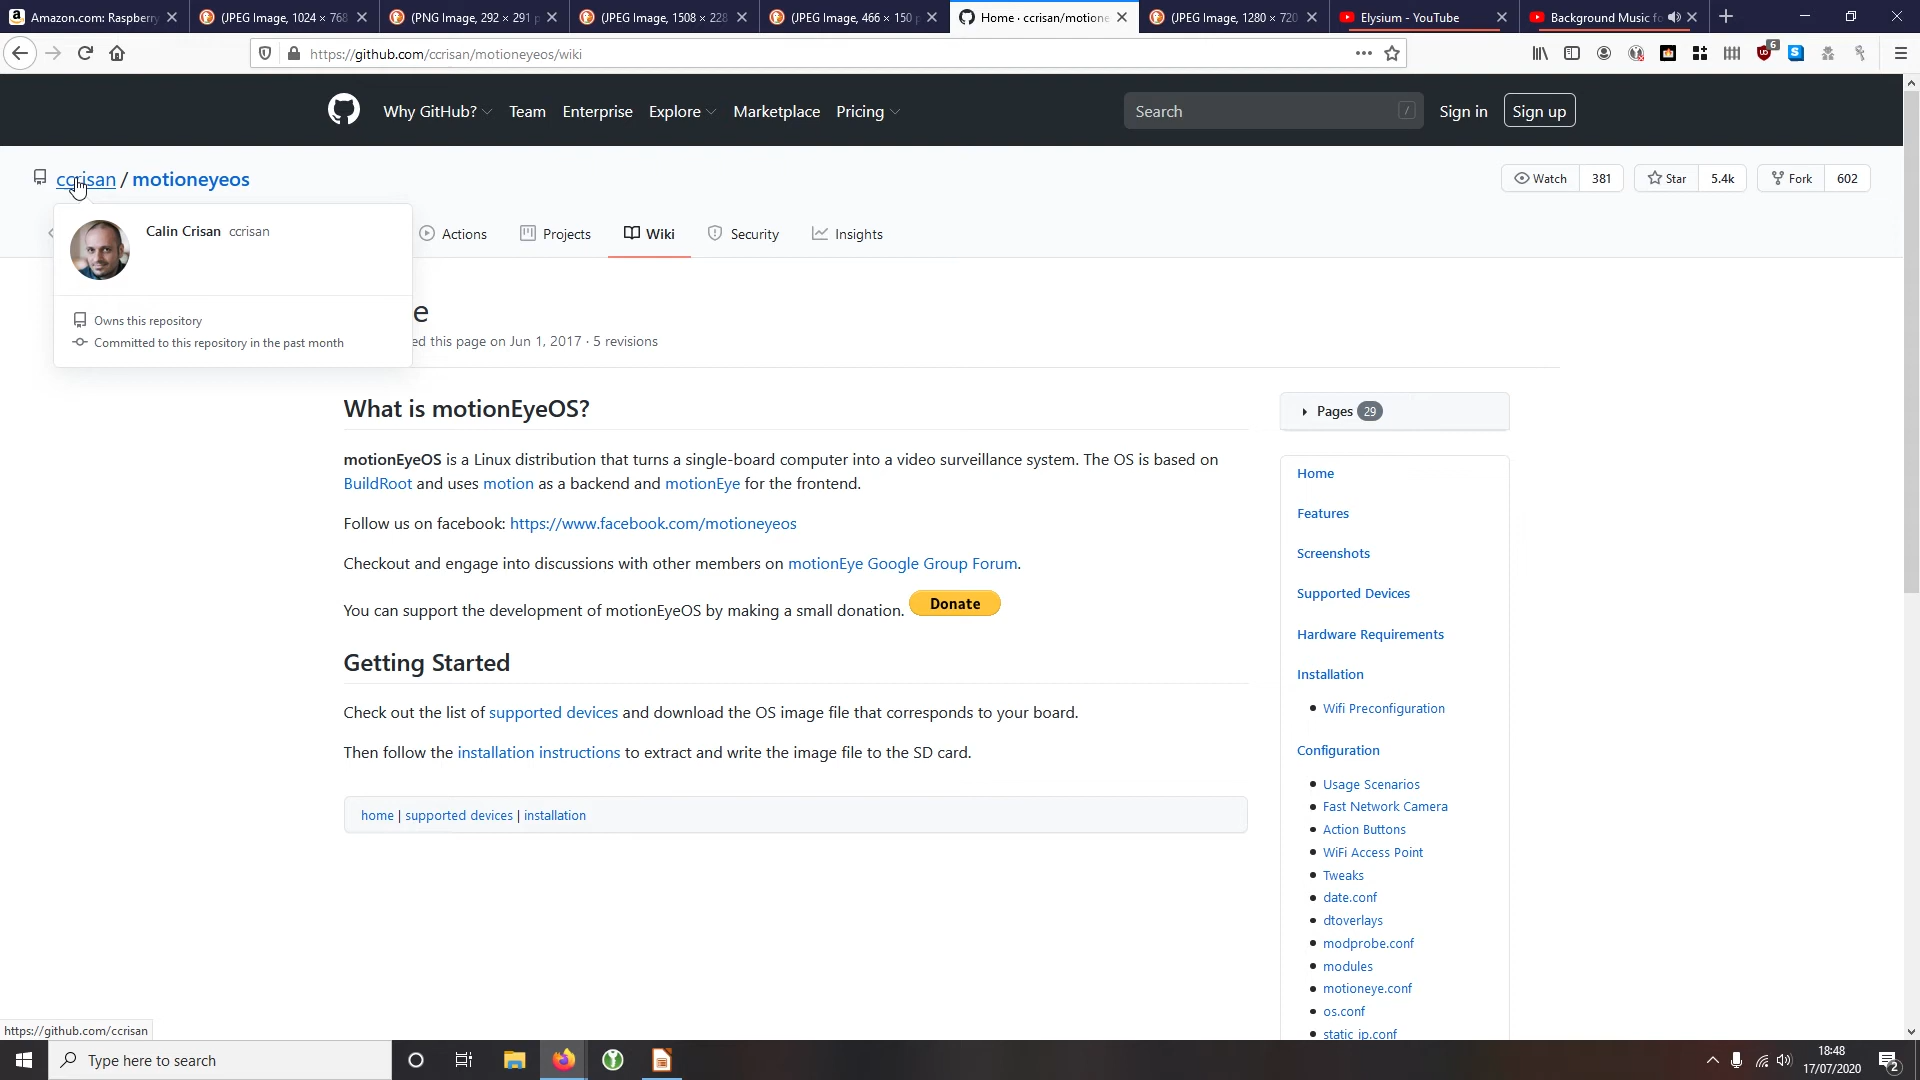 Amazon.com: Raspberry
(JPEG Image, 1024 × 768
(PNG Image, 292 × 291 p
(JPEG Image, 1508 × 228
(JPEG Image, 466 × 150 p
Home · ccrisan/motione
(JPEG Image, 1280 × 720
Elysium - YouTube
Background Music fo
https://github.com/ccrisan/motioneyeos/wiki
6
Why GitHub?
Team
Enterprise
Explore
Marketplace
Pricing
Search
/
Sign in
Sign up
ccrisan / motioneyeos
Watch 381
Star 5.4k
Fork 602
Calin Crisan ccrisan
Owns this repository
Committed to this repository in the past month
Actions
Projects
Wiki
Security
Insights
e
ed this page on Jun 1, 2017 · 5 revisions
What is motionEyeOS?
motionEyeOS is a Linux distribution that turns a single-board computer into a video surveillance system. The OS is based on
BuildRoot and uses motion as a backend and motionEye for the frontend.
Follow us on facebook: https://www.facebook.com/motioneyeos
Checkout and engage into discussions with other members on motionEye Google Group Forum.
You can support the development of motionEyeOS by making a small donation. Donate
Getting Started
Check out the list of supported devices and download the OS image file that corresponds to your board.
Then follow the installation instructions to extract and write the image file to the SD card.
home | supported devices | installation
Pages 29
Home
Features
Screenshots
Supported Devices
Hardware Requirements
Installation
Wifi Preconfiguration
Configuration
Usage Scenarios
Fast Network Camera
Action Buttons
WiFi Access Point
Tweaks
date.conf
dtoverlays
modprobe.conf
modules
motioneye.conf
os.conf
static ip.conf
https://github.com/ccrisan
Type here to search
18:48
17/07/2020
2